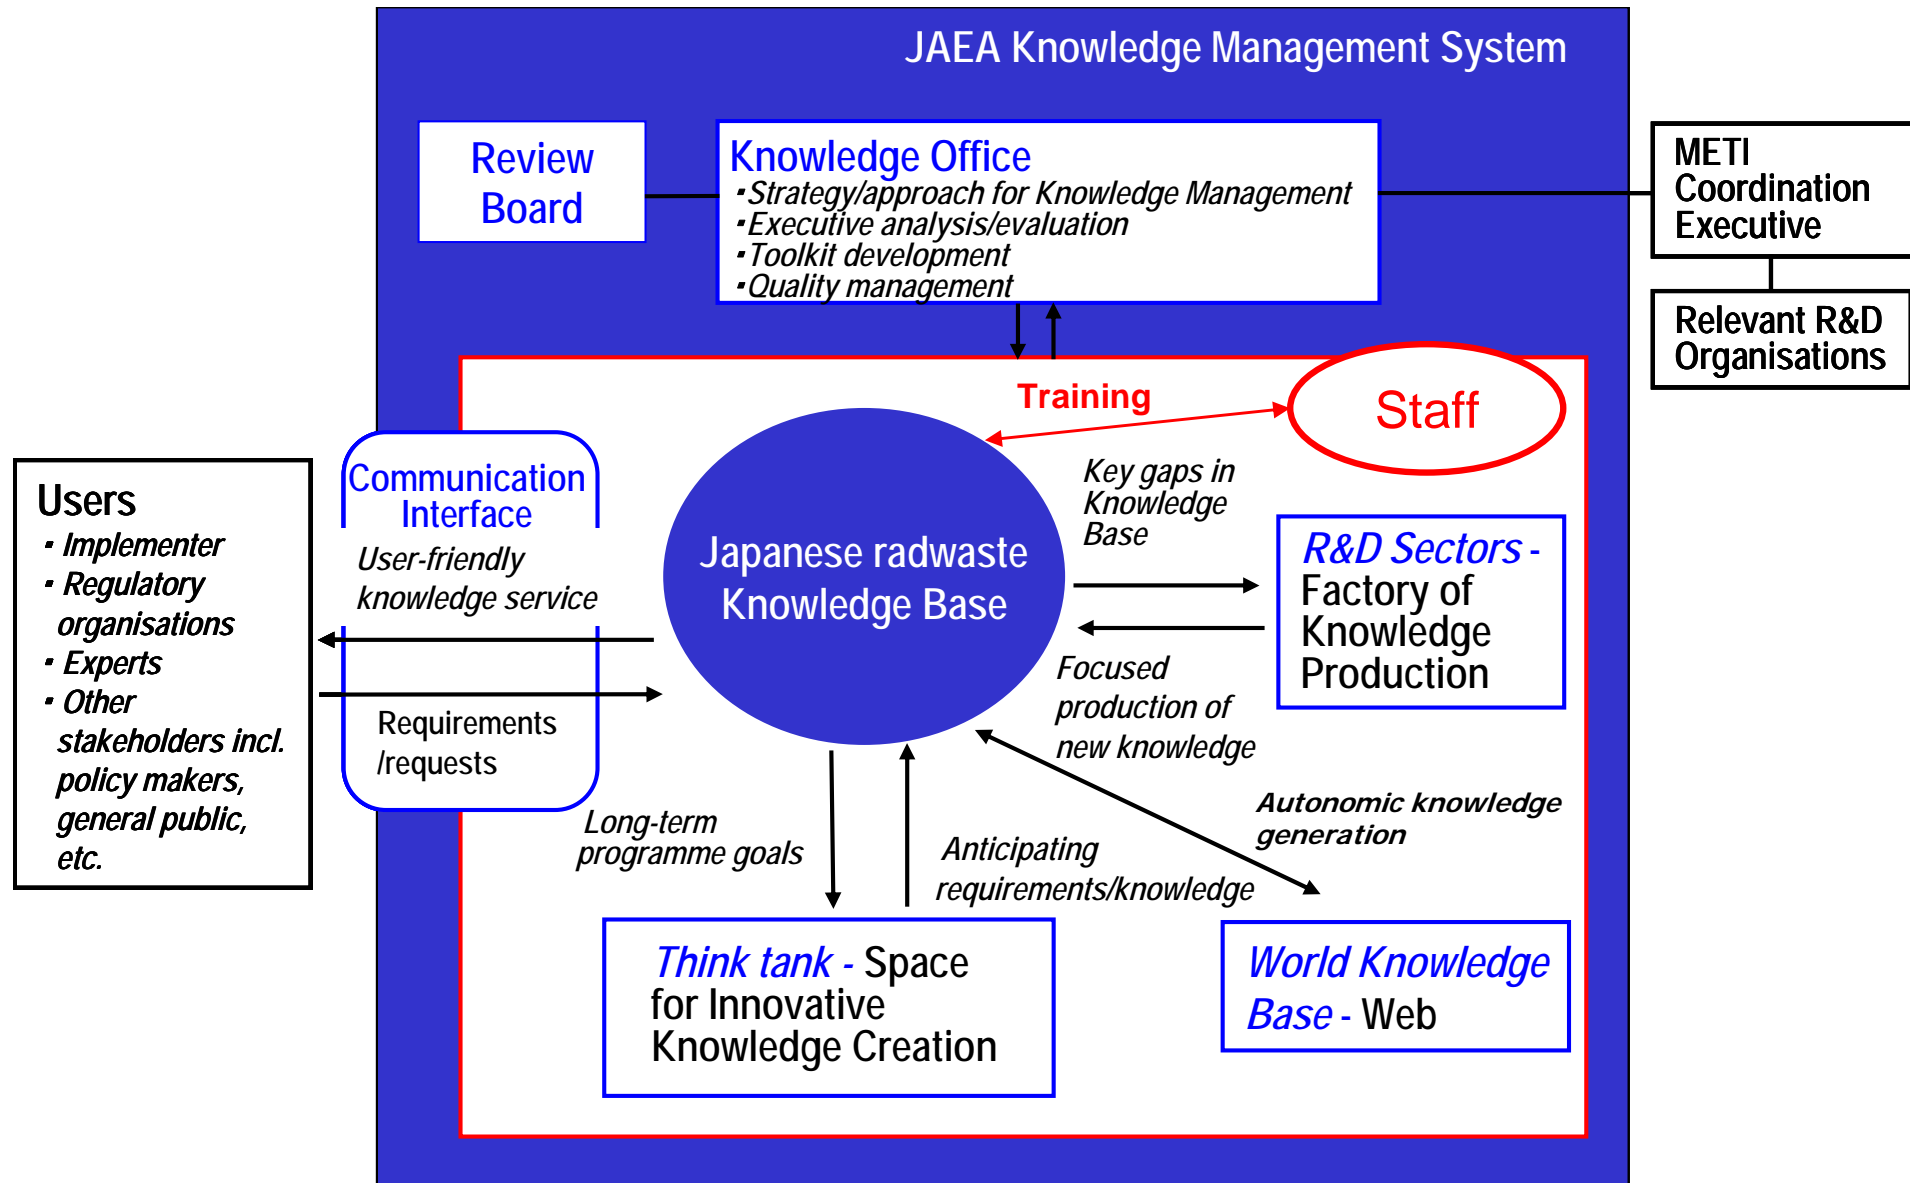 JAEA Knowledge Management System
Review
Board
Knowledge Office
・Strategy/approach for Knowledge Management
・Executive analysis/evaluation
・Toolkit development
・Quality management
METI
Coordination
Executive
Relevant R&D
Organisations
Training
Staff
Communication
Interface
User-friendly
knowledge service
Requirements
/requests
Users
・Implementer
・Regulatory
organisations
・Experts
・Other
stakeholders incl.
policy makers,
general public,
etc.
Japanese radwaste
Knowledge Base
Key gaps in
Knowledge
Base
R&D Sectors -
Factory of
Knowledge
Production
Focused
production of
new knowledge
Autonomic knowledge
generation
Long-term
programme goals
Anticipating
requirements/knowledge
Think tank - Space
for Innovative
Knowledge Creation
World Knowledge
Base - Web